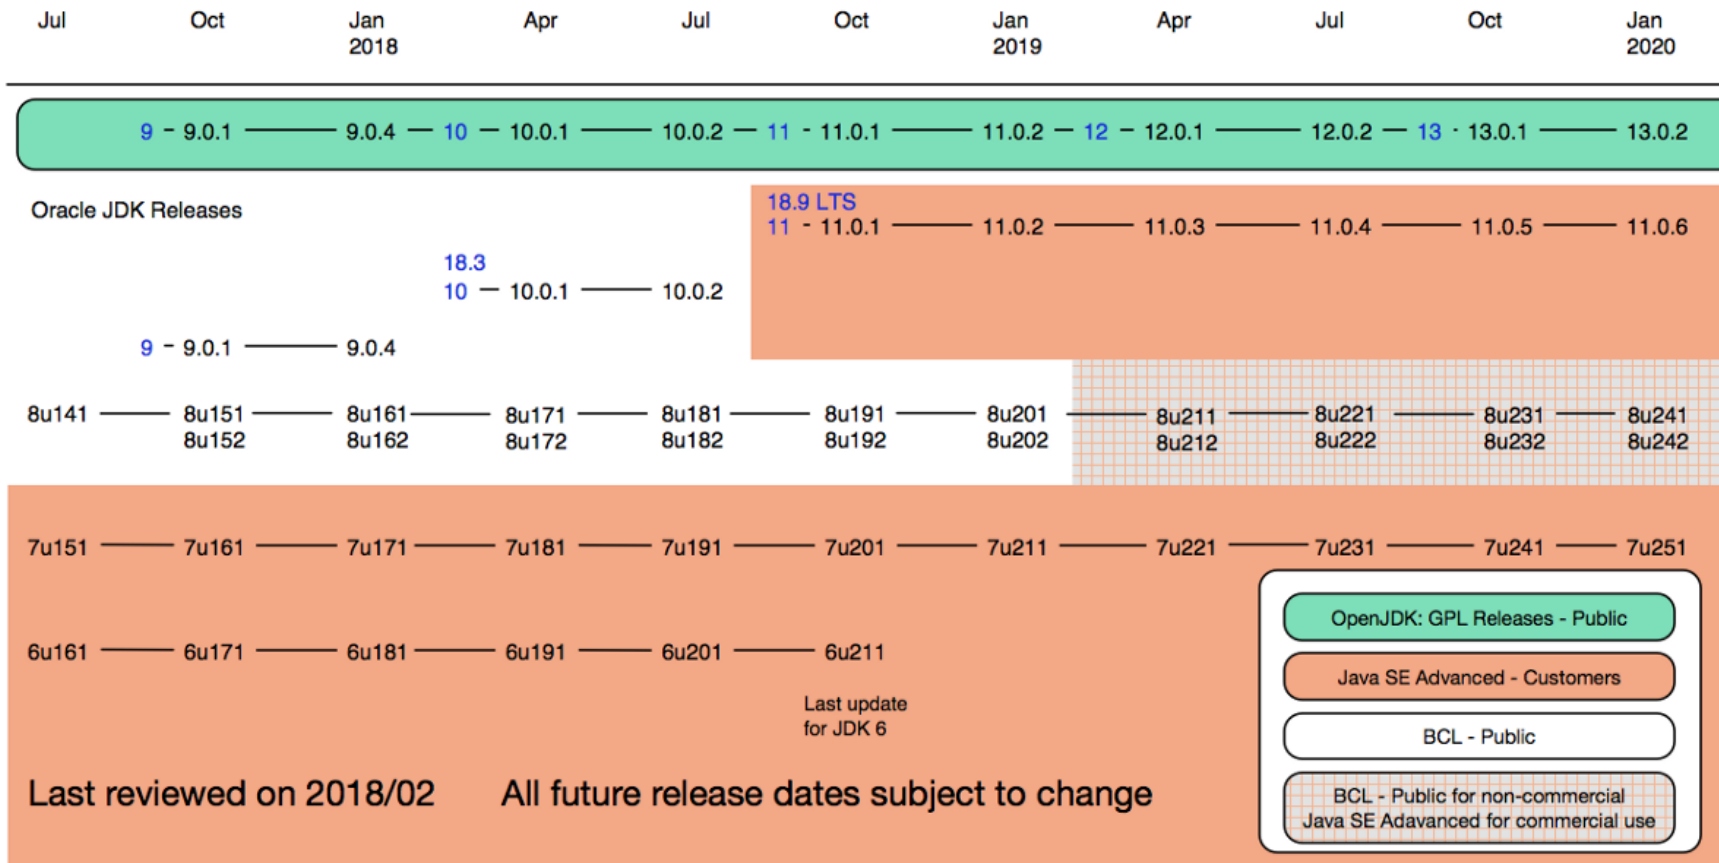 Jul Oct Jan Apr Jul Oct Jan Apr Jul Oct Jan
2018 2019 2020
9 - 9.0.1 — 9.0.4 — 10 — 10.0.1 — 10.0.2 — 11 - 11.0.1 — 11.0.2 — 12 - 12.0.1 — 12.0.2 — 13 · 13.0.1 — 13.0.2
Oracle JDK Releases
18.9 LTS
11 - 11.0.1 — 11.0.2 — 11.0.3 — 11.0.4 — 11.0.5 — 11.0.6
18.3
10 — 10.0.1 — 10.0.2
9 - 9.0.1 — 9.0.4
8u141 — 8u151 — 8u161 — 8u171 — 8u181 — 8u191 — 8u201 — 8u211 — 8u221 — 8u231 — 8u241
8u152 8u162 8u172 8u182 8u192 8u202 8u212 8u222 8u232 8u242
7u151 — 7u161 — 7u171 — 7u181 — 7u191 — 7u201 — 7u211 — 7u221 — 7u231 — 7u241 — 7u251
6u161 — 6u171 — 6u181 — 6u191 — 6u201 — 6u211
Last update
for JDK 6
Last reviewed on 2018/02 All future release dates subject to change
OpenJDK: GPL Releases - Public
Java SE Advanced - Customers
BCL - Public
BCL - Public for non-commercial
Java SE Adavanced for commercial use